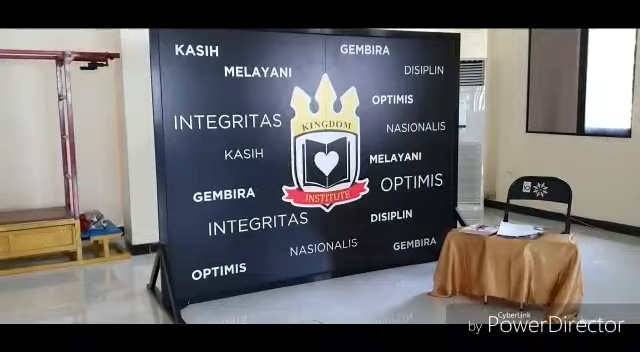 KASIH
GEMBIRA
MELAYANI
DISIPLIN
OPTIMIS
INTEGRITAS
KINGDOM
NASIONALIS
KASIH
MELAYANI
OPTIMIS
GEMBIRA
INSTITUTE
INTEGRITAS
DISIPLIN
NASIONALIS
GEMBIRA
OPTIMIS
CyberLink
by PowerDirector